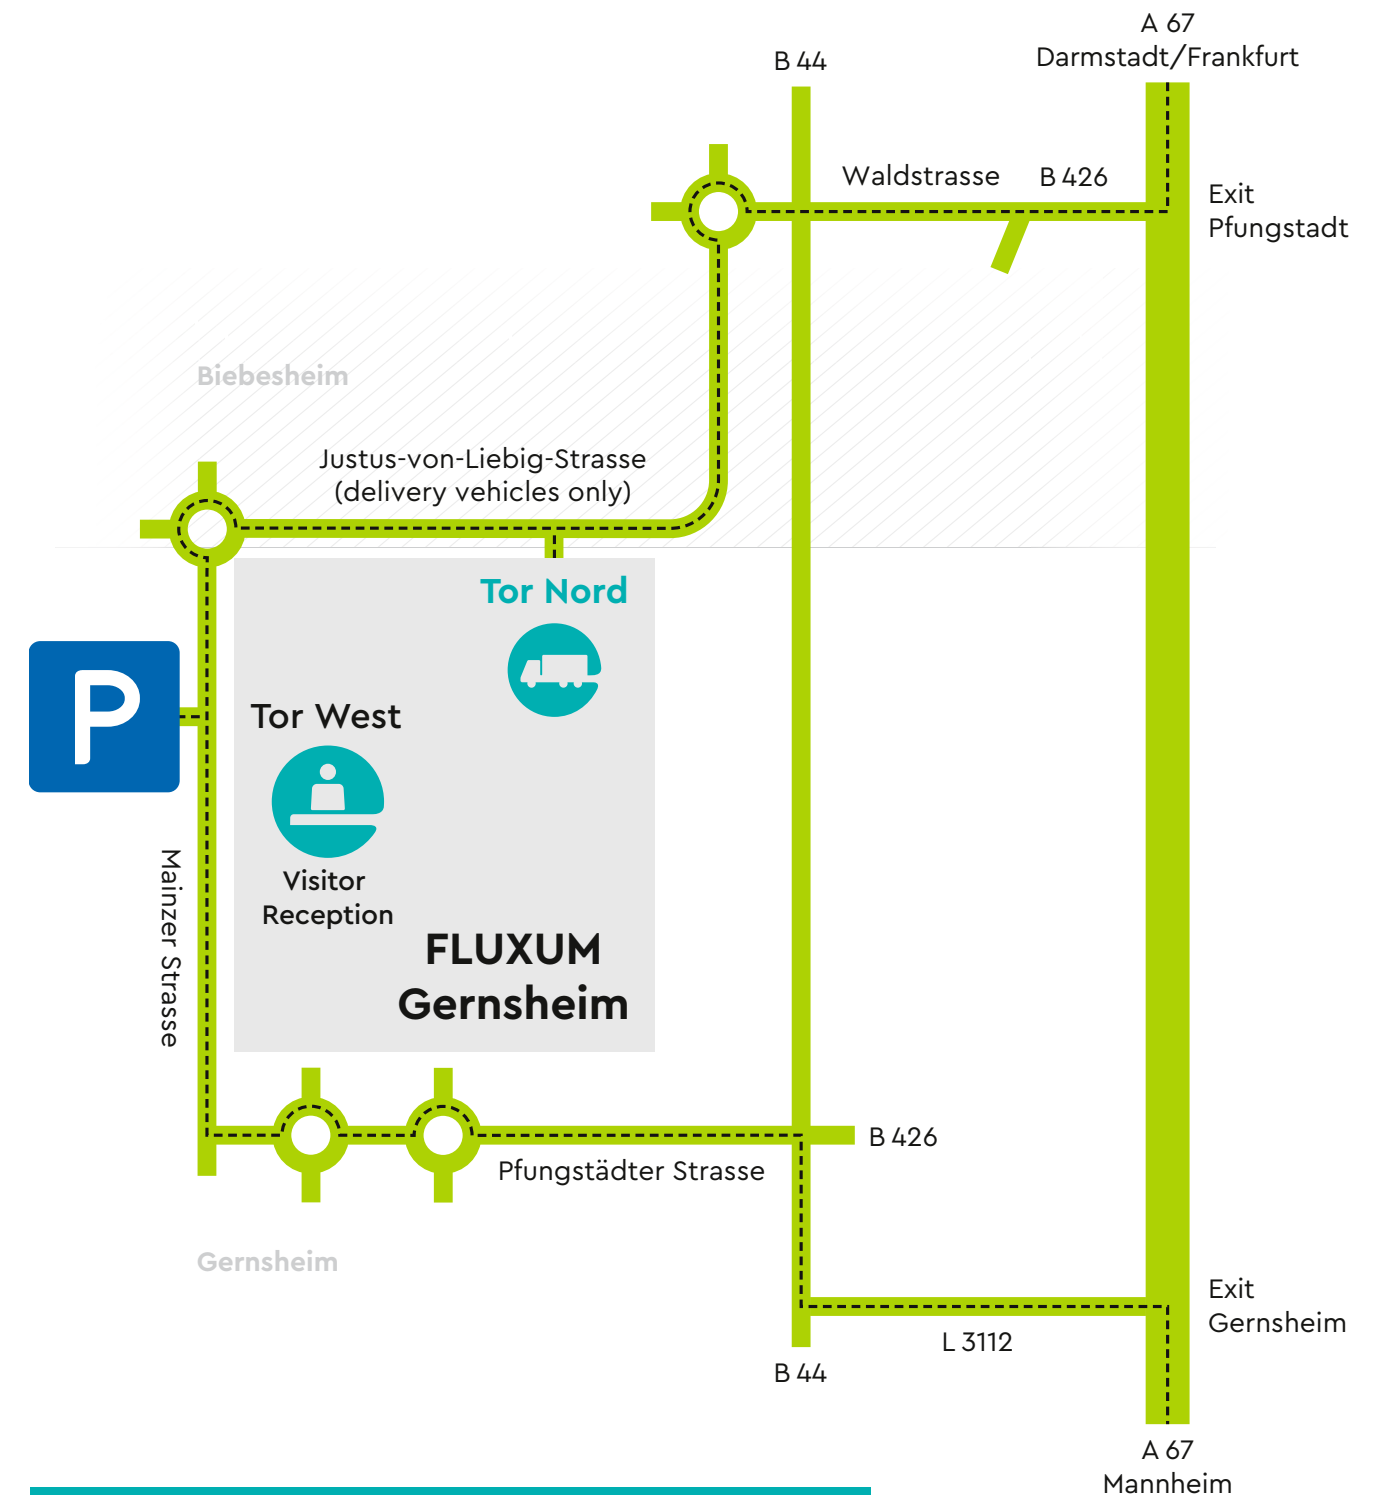 A 67
Darmstadt/Frankfurt
B 44
Waldstrasse
B 426
Exit
Pfungstadt
Biebesheim
Justus-von-Liebig-Strasse
(delivery vehicles only)
Tor Nord
P
Tor West
Visitor
Reception
Mainzer Strasse
FLUXUM
Gernsheim
B 426
Pfungstädter Strasse
Gernsheim
Exit
Gernsheim
L 3112
B 44
A 67
Mannheim